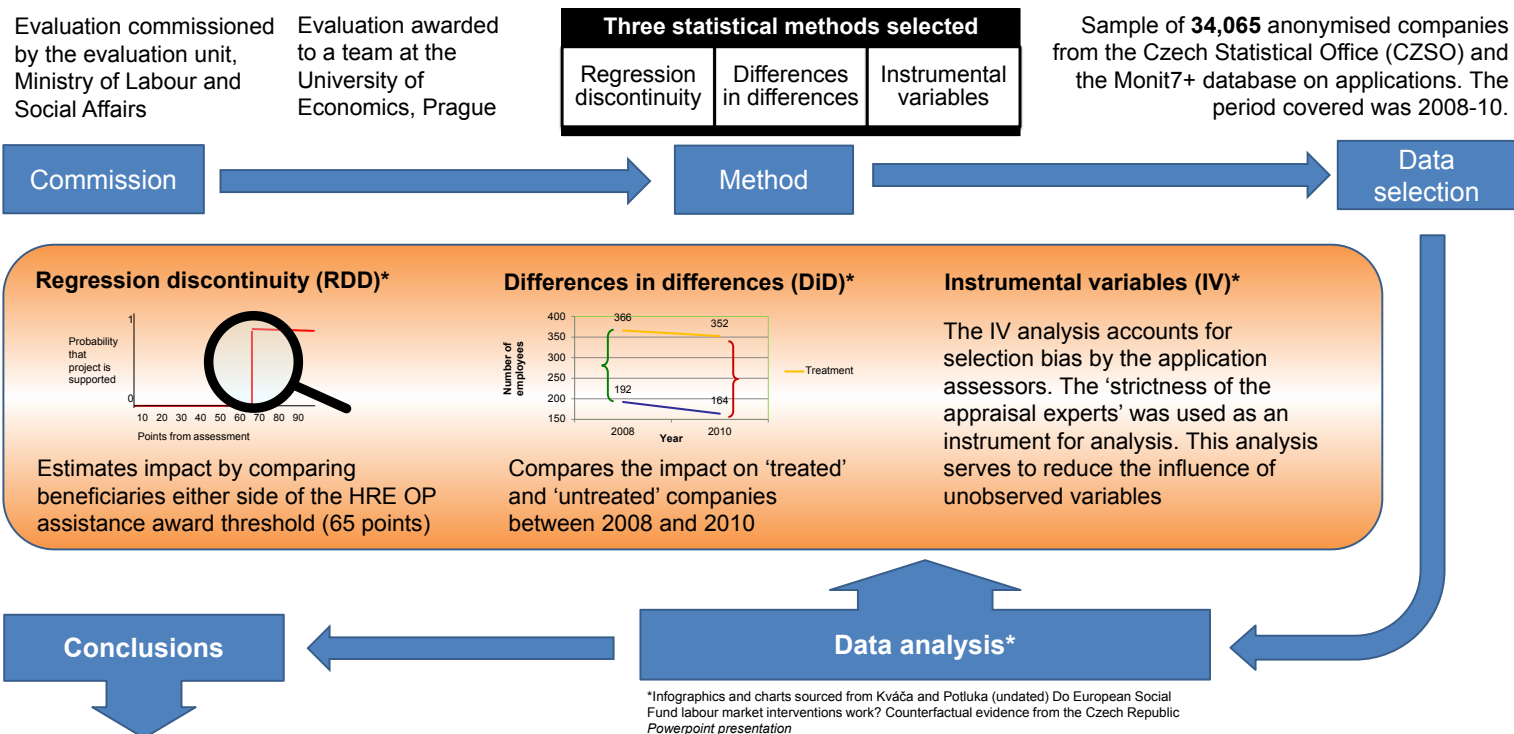 Evaluation commissioned
by the evaluation unit,
Ministry of Labour and
Social Affairs
Evaluation awarded
to a team at the
University of
Economics, Prague
Three statistical methods selected
Regression
discontinuity
Differences
in differences
Instrumental
variables
Sample of 34,065 anonymised companies
from the Czech Statistical Office (CZSO) and
the Monit7+ database on applications. The
period covered was 2008-10.
Commission
Method
Data
selection
Regression discontinuity (RDD)*
1
Probability
that
project is
supported
0
10 20 30 40 50 60 70 80 90
Points from assessment
Estimates impact by comparing
beneficiaries either side of the HRE OP
assistance award threshold (65 points)
Differences in differences (DiD)*
Number of
employees
400
350
300
250
200
150
366
352
192
164
Treatment
2008
2010
Year
Compares the impact on ‘treated’
and ‘untreated’ companies
between 2008 and 2010
Instrumental variables (IV)*
The IV analysis accounts for
selection bias by the application
assessors. The ‘strictness of the
appraisal experts’ was used as an
instrument for analysis. This analysis
serves to reduce the influence of
unobserved variables
Data analysis*
Conclusions
*Infographics and charts sourced from Kváča and Potluka (undated) Do European Social
Fund labour market interventions work? Counterfactual evidence from the Czech Republic
Powerpoint presentation